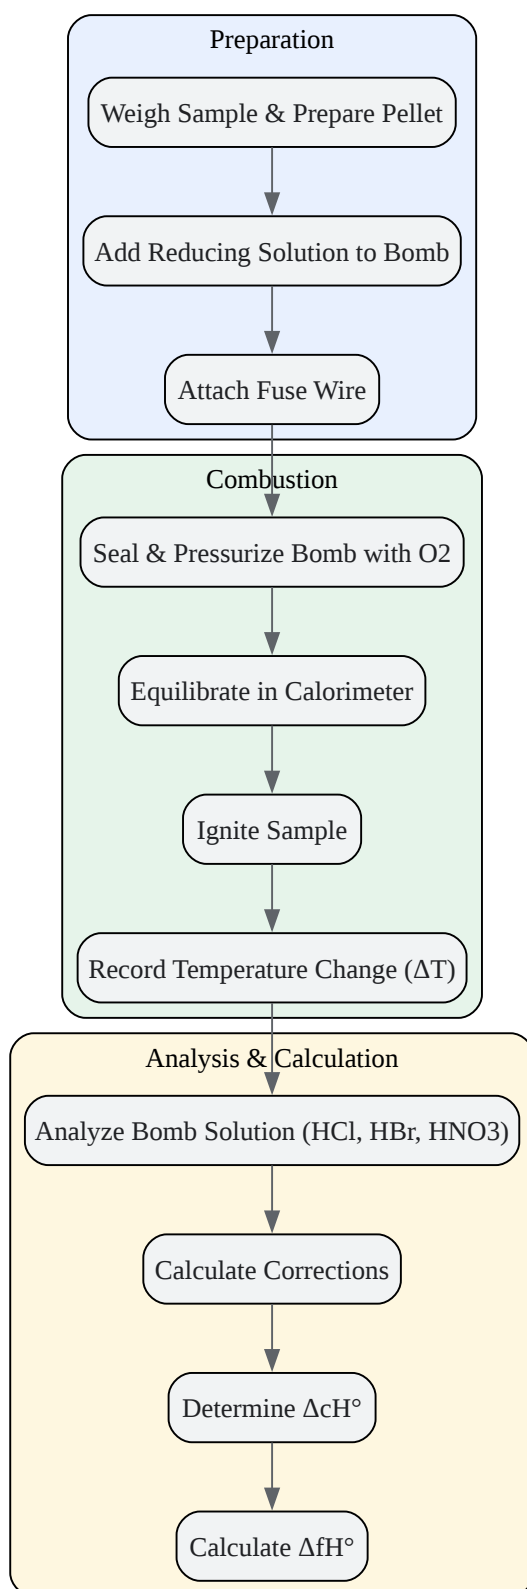 Preparation
Weigh Sample & Prepare Pellet
Add Reducing Solution to Bomb
Attach Fuse Wire
Combustion
Seal & Pressurize Bomb with O2
Equilibrate in Calorimeter
Ignite Sample
Record Temperature Change (ΔT)
Analysis & Calculation
Analyze Bomb Solution (HCl, HBr, HNO3)
Calculate Corrections
Determine ΔcH°
Calculate ΔfH°